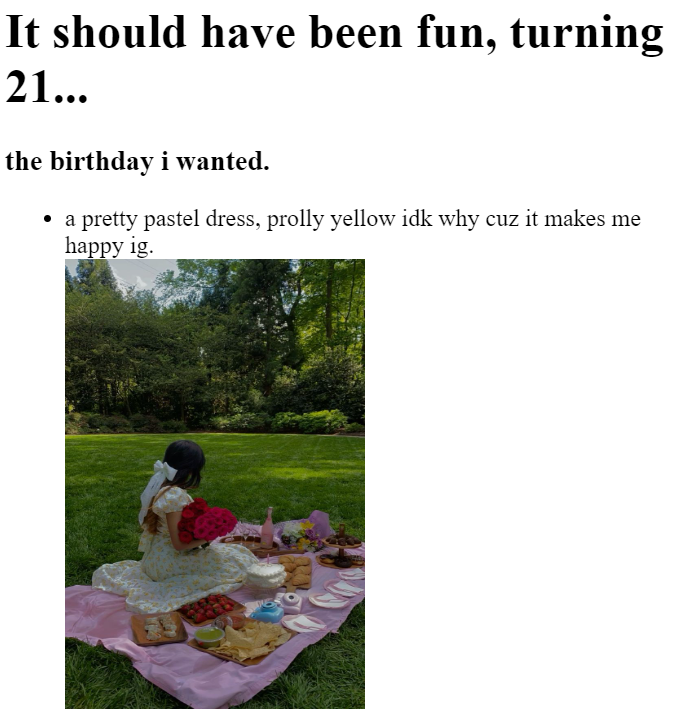 It should have been fun, turning
21...
the birthday i wanted.
a pretty pastel dress, prolly yellow idk why cuz it makes me
happy ig.